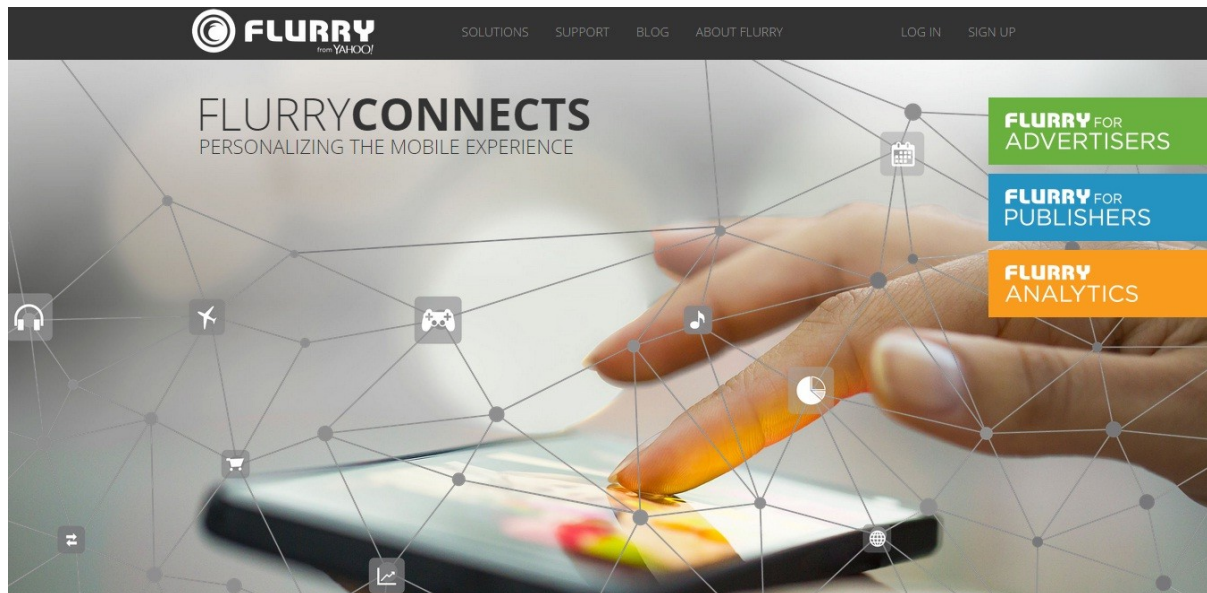 FLURRY
from YAHOO!
SOLUTIONS SUPPORT BLOG ABOUT FLURRY LOG IN SIGN UP
FLURRYCONNECTS
PERSONALIZING THE MOBILE EXPERIENCE
FLURRY FOR
ADVERTISERS
FLURRY FOR
PUBLISHERS
FLURRY
ANALYTICS